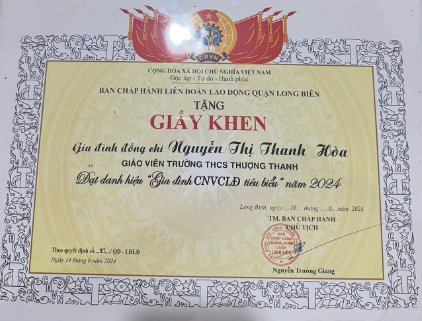 CỘNG HÒA XÃ HỘI CHỦ NGHĨA VIỆT NAM
Độc lập - Tự do - Hạnh phúc
BAN CHẤP HÀNH LIÊN ĐOÀN LAO ĐỘNG QUẬN LONG BIÊN
TẶNG
GIẤY KHEN
Gia đình đồng chí Nguyễn Thị Thanh Hòa
GIÁO VIÊN TRƯỜNG THCS THƯỢNG THANH
Đạt danh hiệu "Gia đình CNVCLĐ tiêu biểu" năm 2024
Long Biên, ngày ... tháng ...6... năm 2024
TM. BAN CHẤP HÀNH
CHỦ TỊCH
Theo quyết định số ... / QĐ - LĐLĐ
Ngày 14 tháng 6 năm 2024
Nguyễn Trường Giang